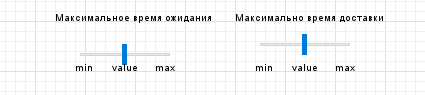 Максимальное время ожидания
Максимально время доставки
min value max
min value max